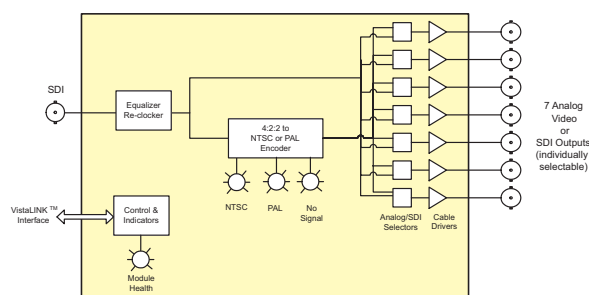 SDI
Equalizer
Re-clocker
4:2:2 to
NTSC or PAL
Encoder
NTSC
PAL
No
Signal
Analog/SDI
Selectors
Cable
Drivers
7 Analog
Video
or
SDI Outputs
(individually
selectable)
VistaLINK™
Interface
Control &
Indicators
Module
Health